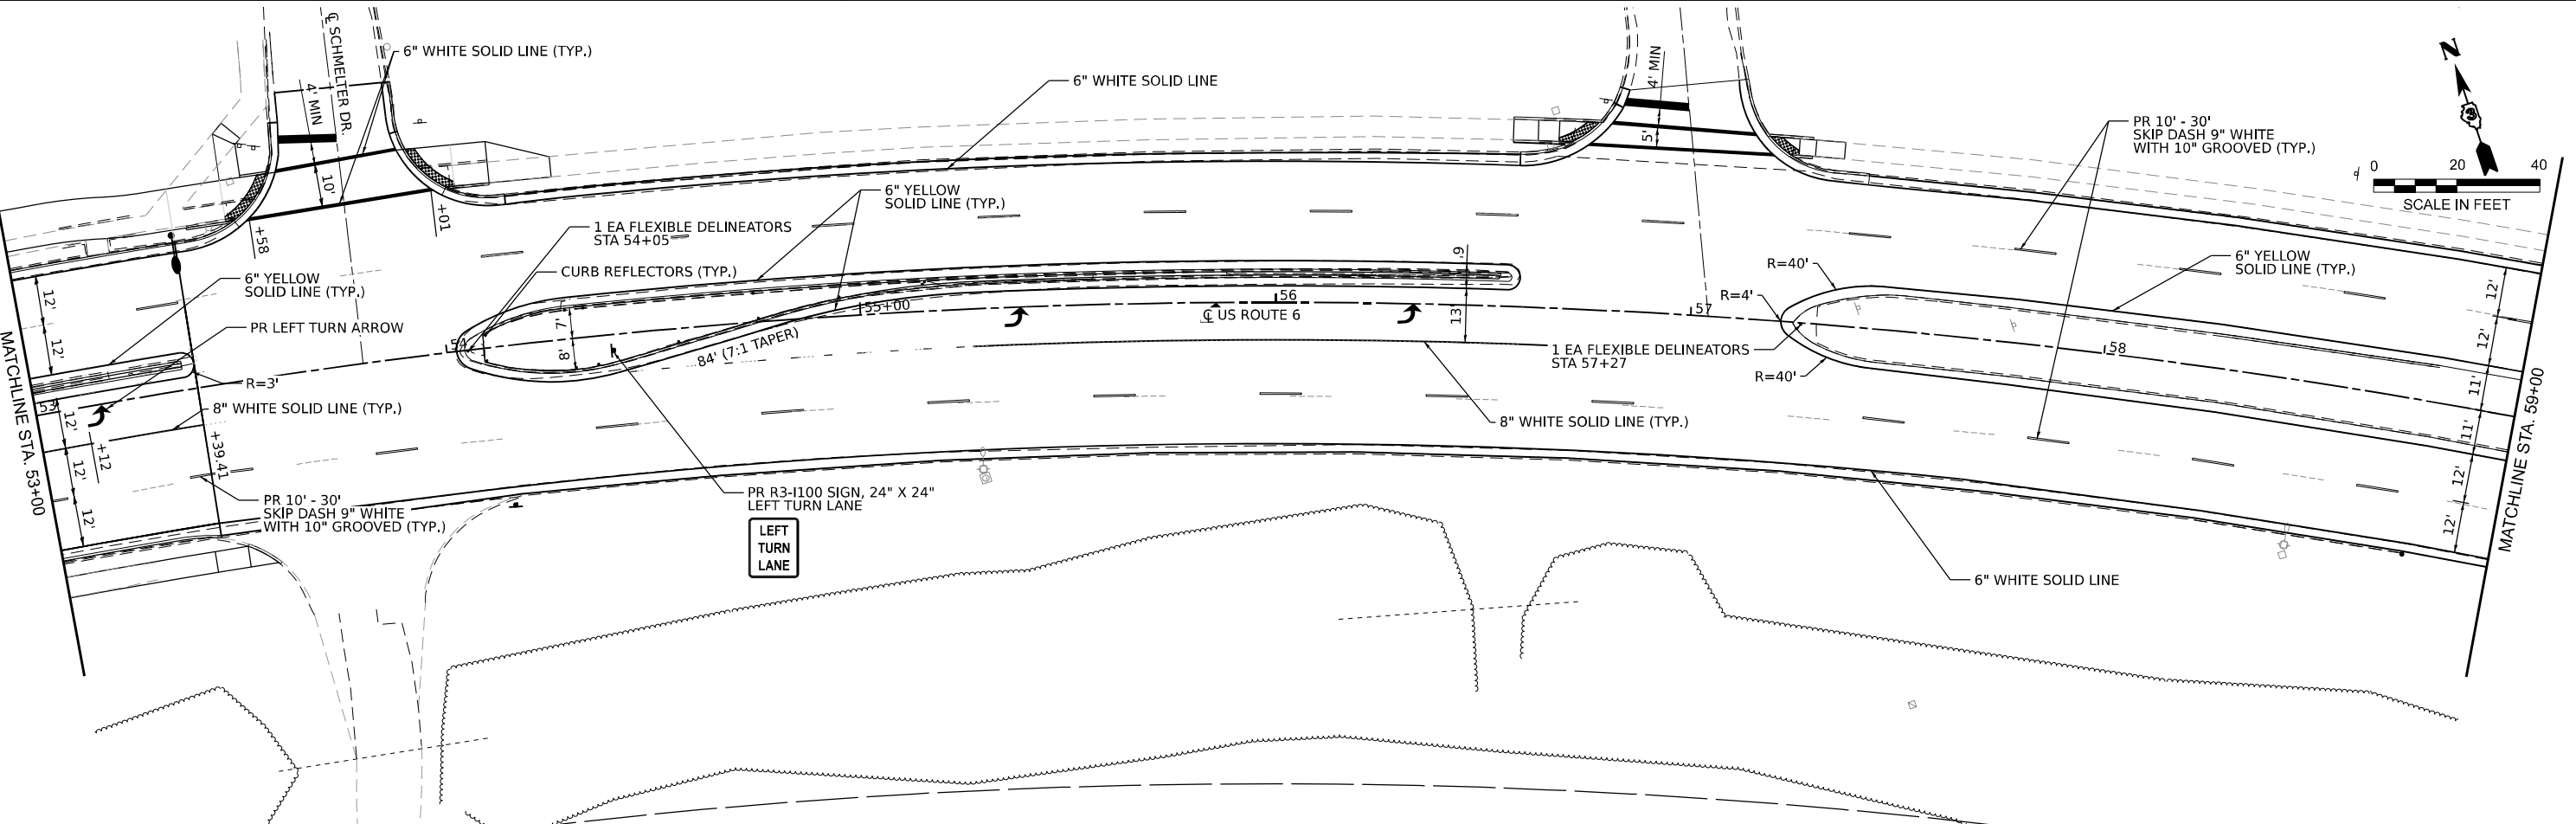 ℄ SCHMELTER DR.
4' MIN
6" WHITE SOLID LINE (TYP.)
6" WHITE SOLID LINE
4' MIN
5'
N
PR 10' - 30'
SKIP DASH 9" WHITE
WITH 10" GROOVED (TYP.)
0 20 40
SCALE IN FEET
10'
+58
+01
6" YELLOW
SOLID LINE (TYP.)
1 EA FLEXIBLE DELINEATORS
STA 54+05
CURB REFLECTORS (TYP.)
6" YELLOW
SOLID LINE (TYP.)
PR LEFT TURN ARROW
12'
12'
R=3'
8" WHITE SOLID LINE (TYP.)
MATCHLINE STA. 53+00
53
12'
12'
12'
+12
+39.41
PR 10' - 30'
SKIP DASH 9" WHITE
WITH 10" GROOVED (TYP.)
54
7'
8'
84' (7:1 TAPER)
55+00
56
℄ US ROUTE 6
6'
13'
57
1 EA FLEXIBLE DELINEATORS
STA 57+27
8" WHITE SOLID LINE (TYP.)
R=40'
R=4'
R=40'
6" YELLOW
SOLID LINE (TYP.)
58
12'
12'
11'
11'
12'
12'
MATCHLINE STA. 59+00
PR R3-I100 SIGN, 24" X 24"
LEFT TURN LANE
LEFT
TURN
LANE
6" WHITE SOLID LINE